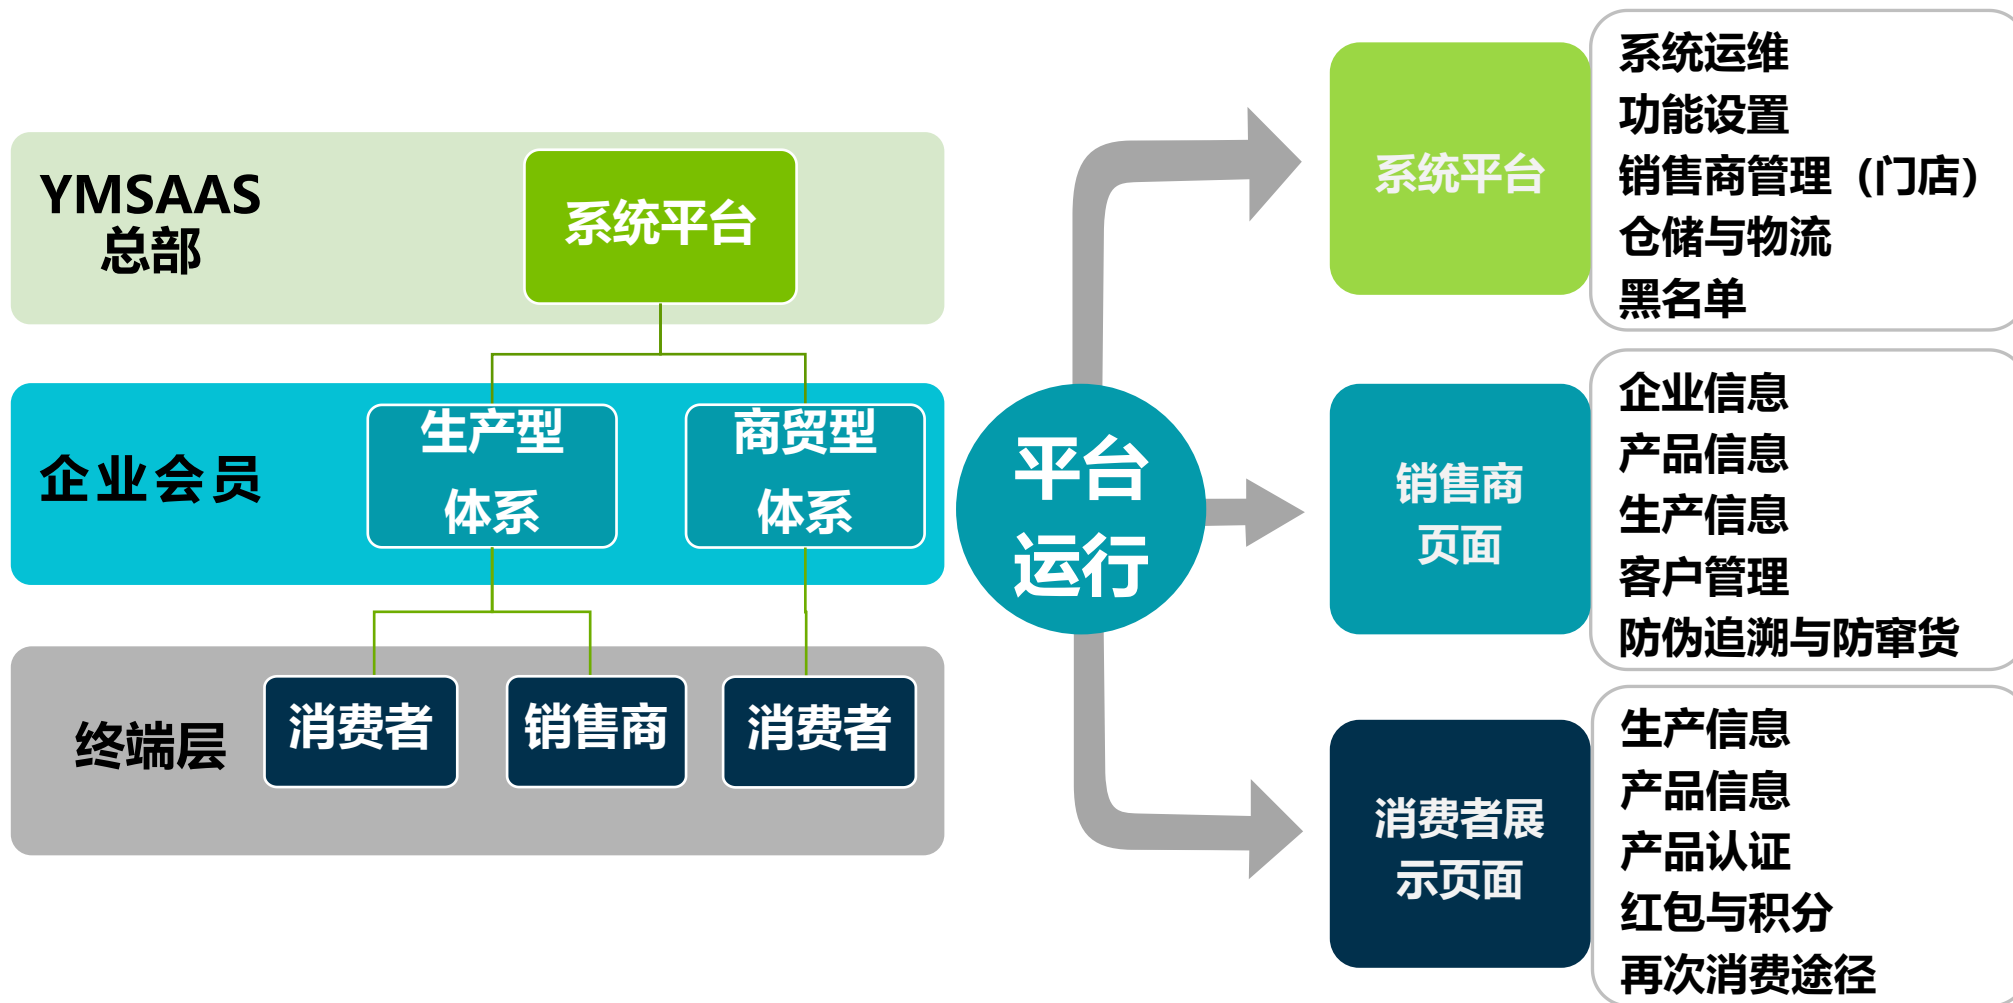 YMSAAS
总部
系统平台
企业会员
生产型
体系
商贸型
体系
终端层
消费者
销售商
消费者
平台
运行
系统平台
系统运维
功能设置
销售商管理（门店）
仓储与物流
黑名单
销售商
页面
企业信息
产品信息
生产信息
客户管理
防伪追溯与防窜货
消费者展
示页面
生产信息
产品信息
产品认证
红包与积分
再次消费途径